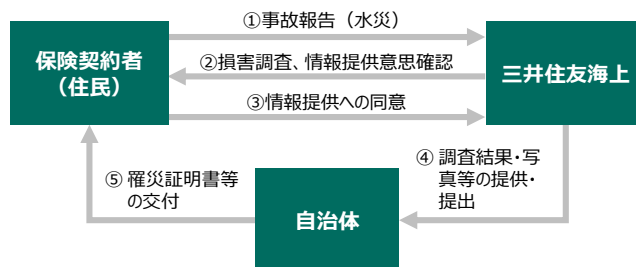 ①事故報告（水災）
保険契約者
（住民）
②損害調査、情報提供意思確認
三井住友海上
③情報提供への同意
④ 調査結果・写
真等の提供・
提出
⑤ 罹災証明書等
の交付
自治体